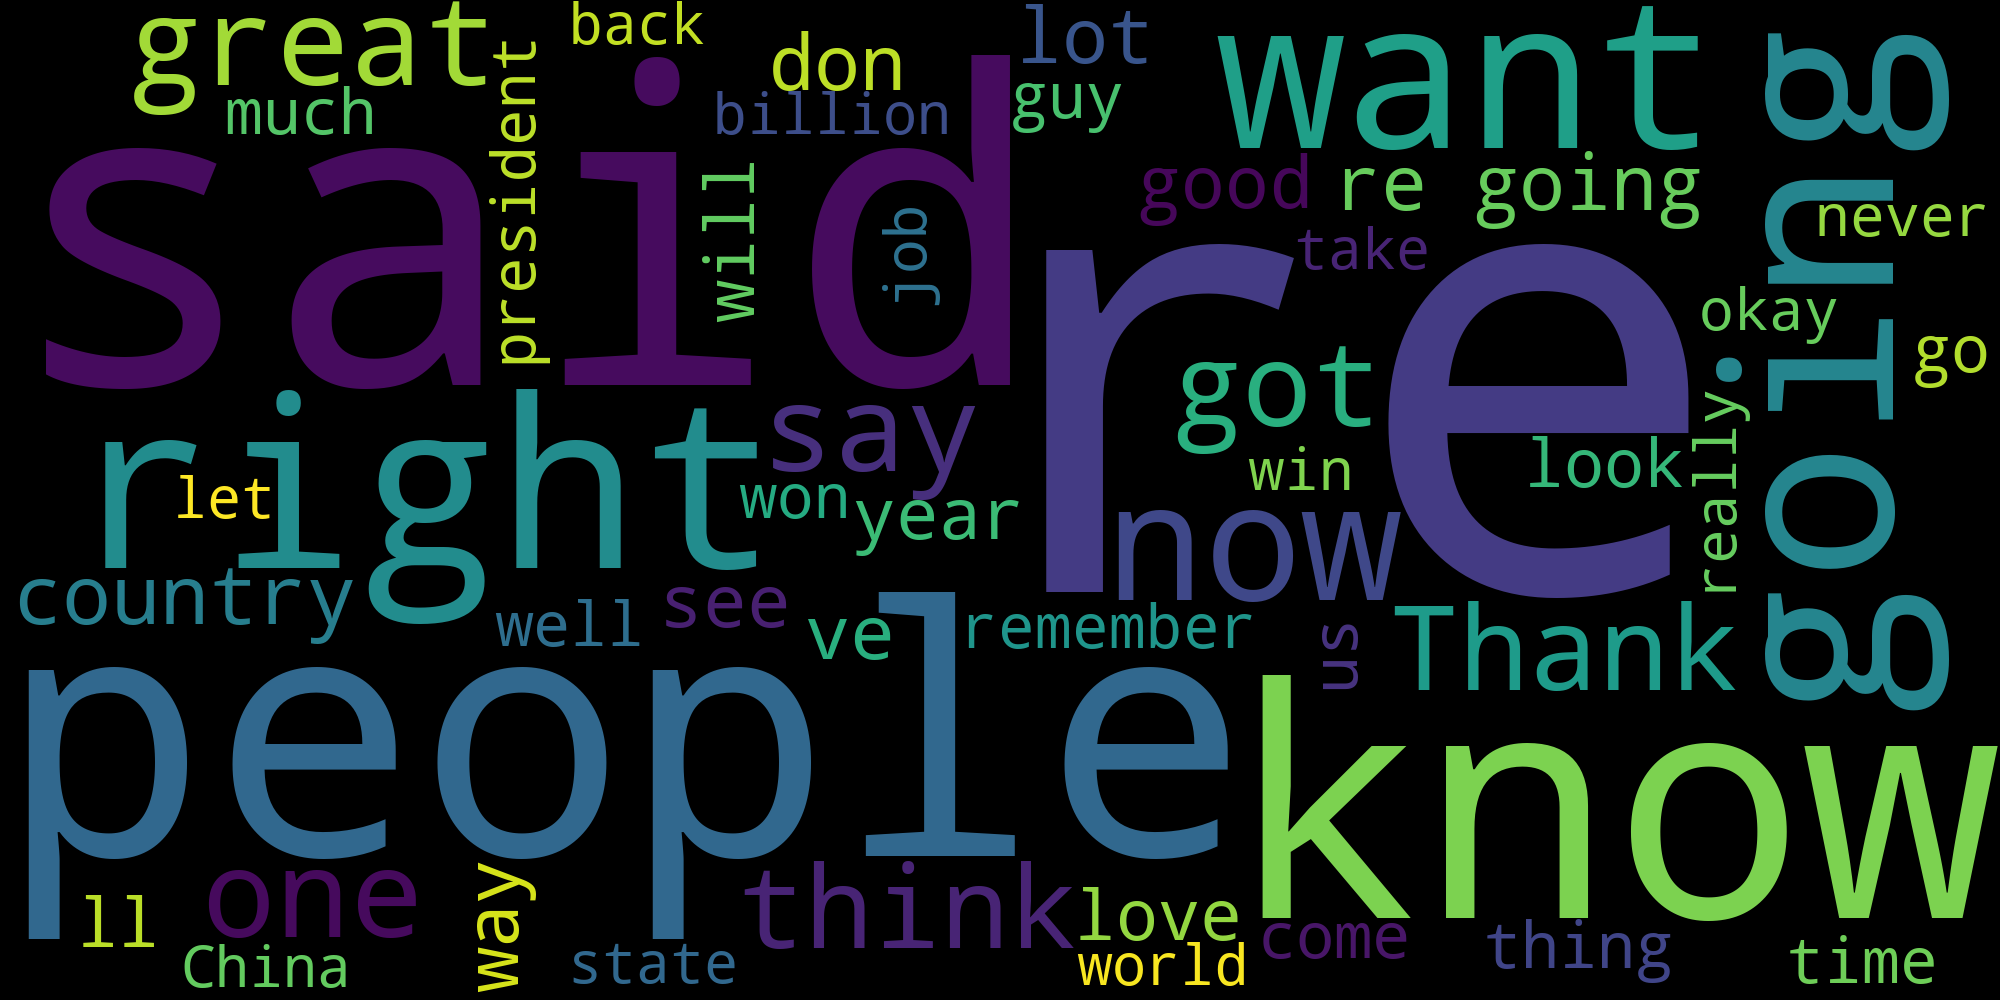 great
back
don
lot
want
going
much
president
billion
guy
said
will
job
good
re going
never
take
re
okay
go
right
say
got
really
let
won
year
win
look
now
country
well
see
ve
remember
us
Thank
people
know
ll
one
way
think
love
come
thing
time
China
state
world